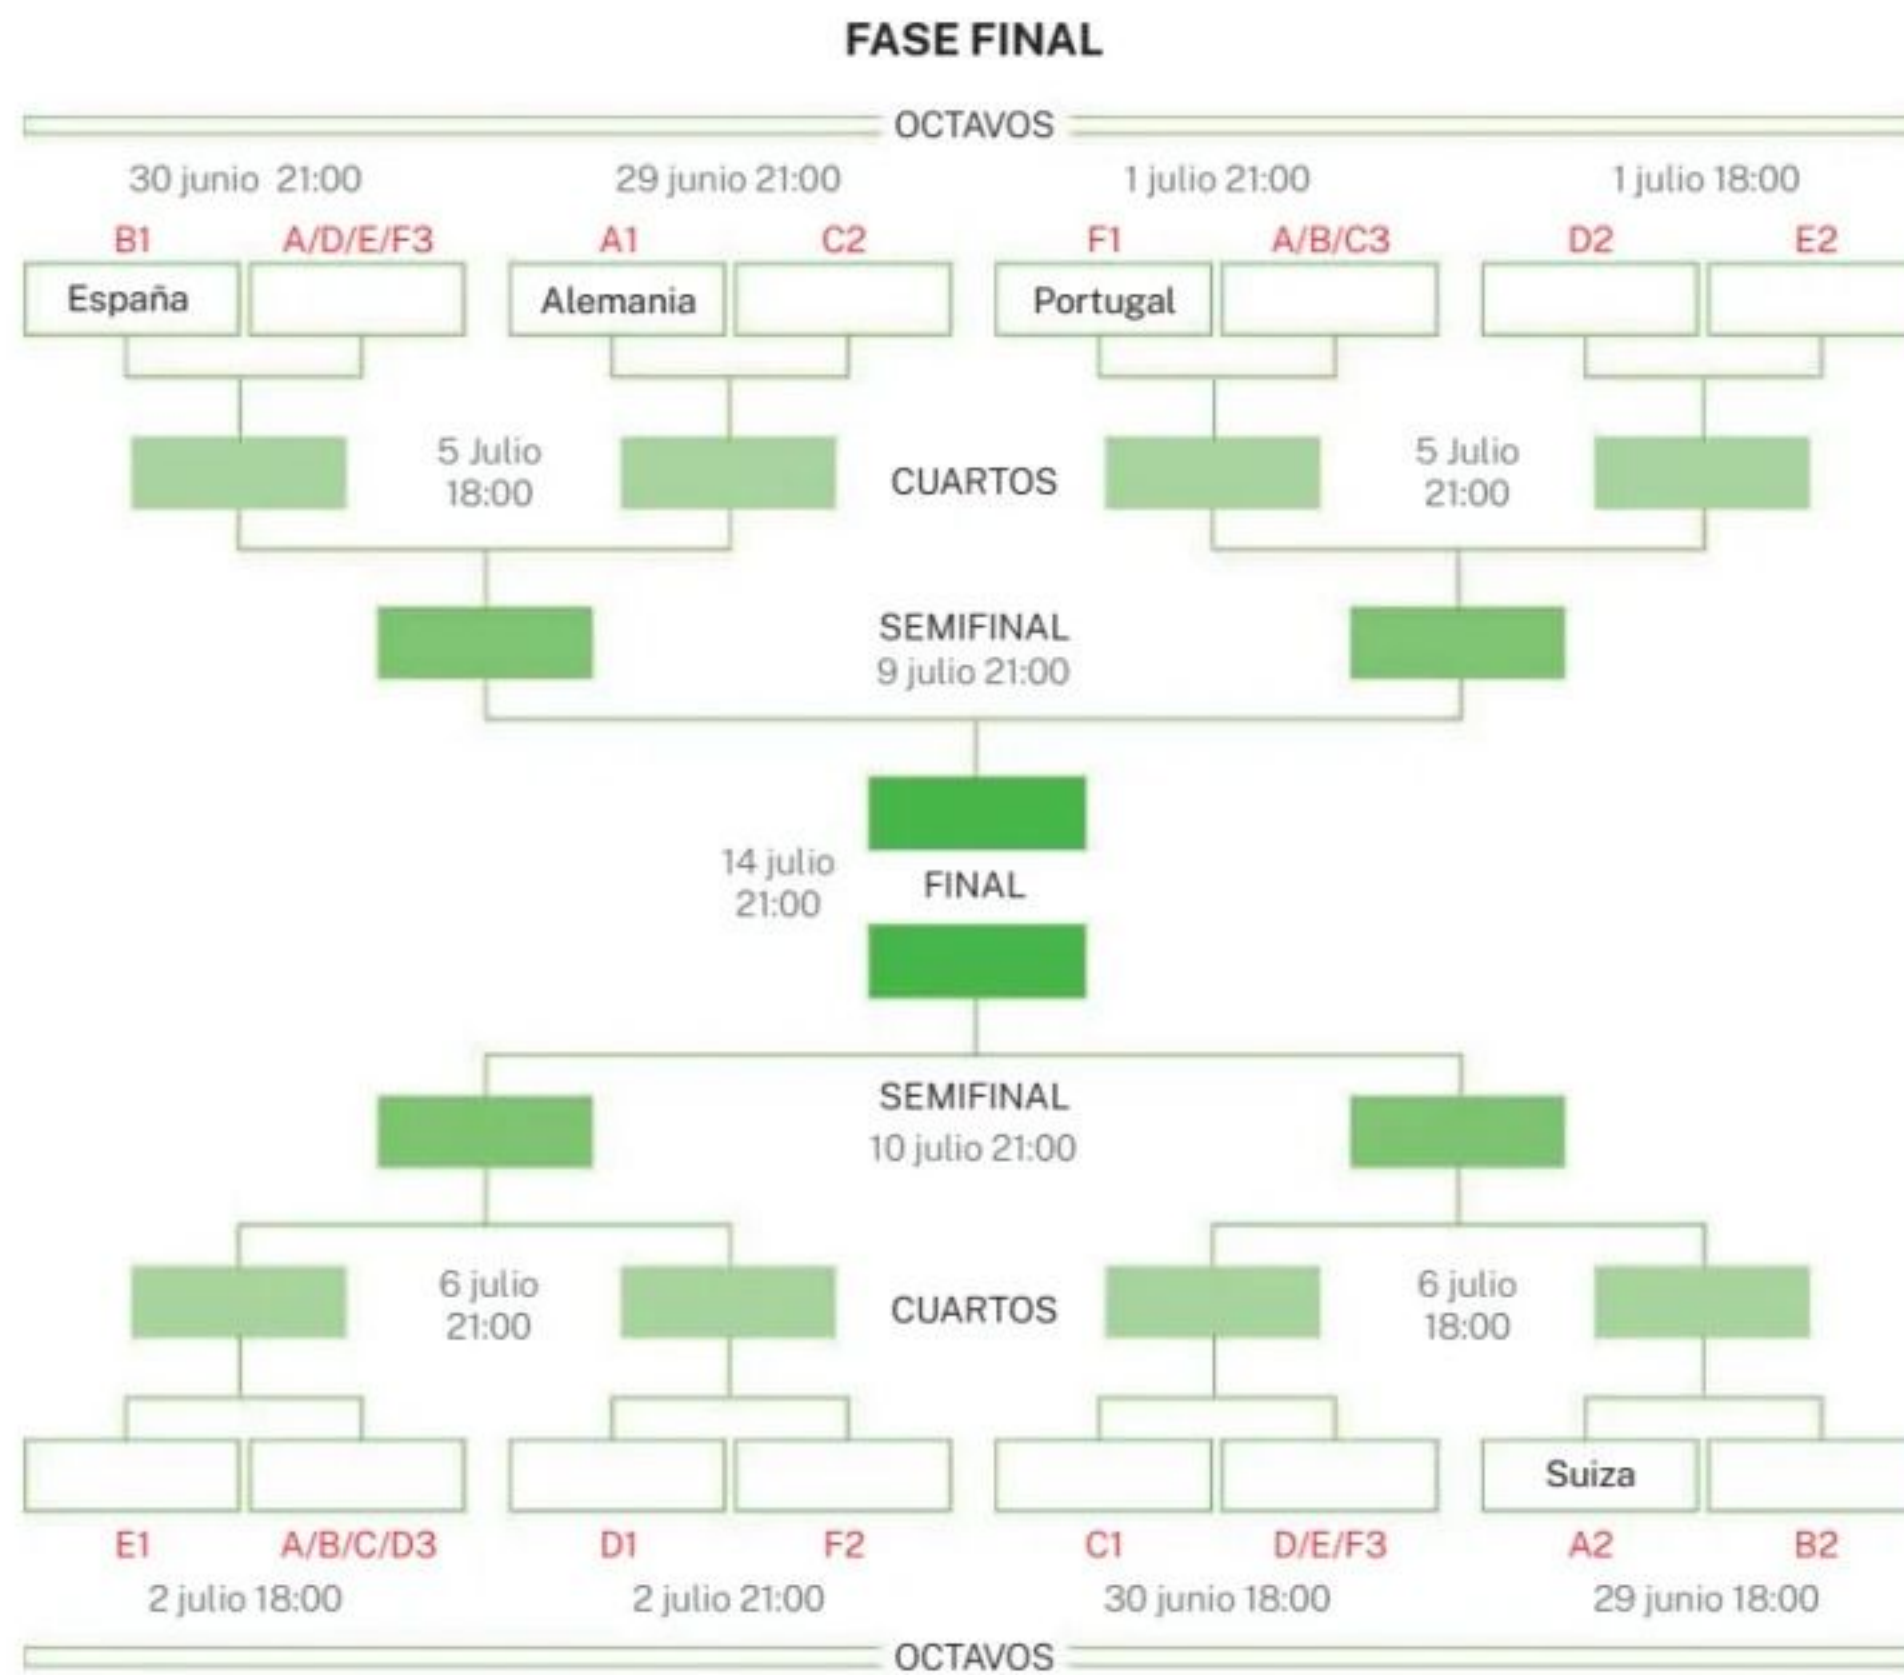 FASE FINAL
OCTAVOS
30 junio 21:00
29 junio 21:00
1 julio 21:00
1 julio 18:00
B1
A/D/E/F3
A1
C2
F1
A/B/C3
D2
E2
España
Alemania
Portugal
5 Julio
18:00
CUARTOS
5 Julio
21:00
SEMIFINAL
9 julio 21:00
14 julio
21:00
FINAL
SEMIFINAL
10 julio 21:00
6 julio
21:00
CUARTOS
6 julio
18:00
Suiza
E1
A/B/C/D3
D1
F2
C1
D/E/F3
A2
B2
2 julio 18:00
2 julio 21:00
30 junio 18:00
29 junio 18:00
OCTAVOS